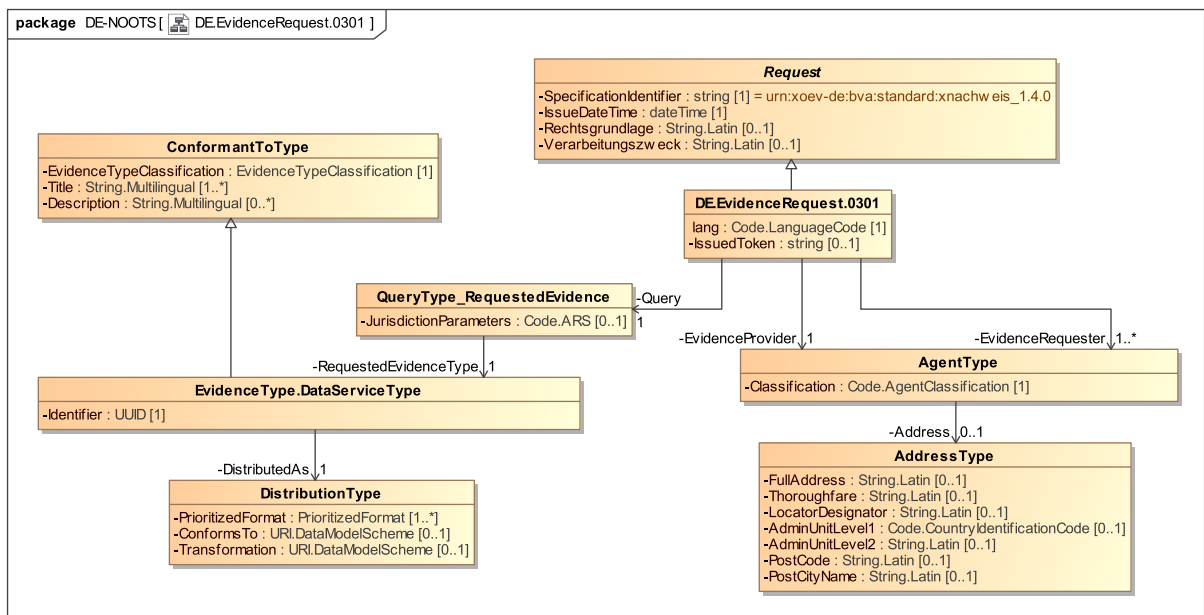 package DE-NOOTS [ DE.EvidenceRequest.0301 ]
Request
-SpecificationIdentifier : string [1] = urn:xoev-de:bva:standard:xnachweis_1.4.0
-IssueDateTime : dateTime [1]
-Rechtsgrundlage : String.Latin [0..1]
-Verarbeitungszweck : String.Latin [0..1]
ConformantToType
-EvidenceTypeClassification : EvidenceTypeClassification [1]
-Title : String.Multilingual [1..*]
-Description : String.Multilingual [0..*]
DE.EvidenceRequest.0301
lang : Code.LanguageCode [1]
-IssuedToken : string [0..1]
QueryType_RequestedEvidence
-JurisdictionParameters : Code.ARS [0..1]
-Query
1
-EvidenceProvider 1
-EvidenceRequester 1..*
-RequestedEvidenceType 1
AgentType
-Classification : Code.AgentClassification [1]
EvidenceType.DataServiceType
-Identifier : UUID [1]
-Address 0..1
-DistributedAs 1
AddressType
-FullAddress : String.Latin [0..1]
-Thoroughfare : String.Latin [0..1]
-LocatorDesignator : String.Latin [0..1]
-AdminUnitLevel1 : Code.CountryIdentificationCode [0..1]
-AdminUnitLevel2 : String.Latin [0..1]
-PostCode : String.Latin [0..1]
-PostCityName : String.Latin [0..1]
DistributionType
-PrioritizedFormat : PrioritizedFormat [1..*]
-ConformsTo : URI.DataModelScheme [0..1]
-Transformation : URI.DataModelScheme [0..1]